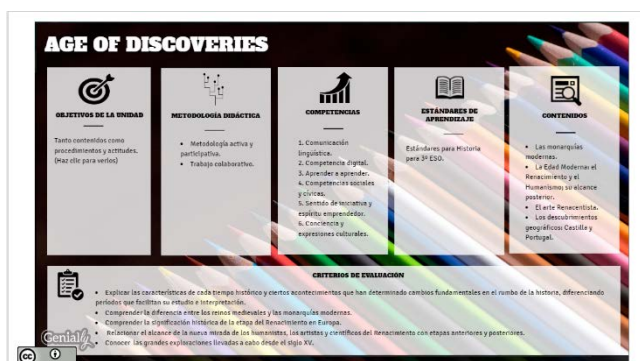 AGE OF DISCOVERIES
OBJETIVOS DE LA UNIDAD
Tanto contenidos como
procedimientos y actitudes.
(Haz clic para verlos)
METODOLOGÍA DIDÁCTICA
• Metodología activa y
participativa.
• Trabajo colaborativo.
COMPETENCIAS
1. Comunicación
lingüística.
2. Competencia digital.
3. Aprender a aprender.
4. Competencias sociales
y cívicas.
5. Sentido de iniciativa y
espíritu emprendedor.
6. Conciencia y
expresiones culturales.
ESTÁNDARES DE
APRENDIZAJE
Estándares para Historia
para 3º ESO.
CONTENIDOS
• Las monarquías
modernas.
• La Edad Moderna: el
Renacimiento y el
Humanismo; su alcance
posterior.
• El arte Renacentista.
• Los descubrimientos
geográficos: Castilla y
Portugal.
CRITERIOS DE EVALUACIÓN
• Explicar las características de cada tiempo histórico y ciertos acontecimientos que han determinado cambios fundamentales en el rumbo de la historia, diferenciando
períodos que facilitan su estudio e interpretación.
• Comprender la diferencia entre los reinos medievales y las monarquías modernas.
• Comprender la significación histórica de la etapa del Renacimiento en Europa.
• Relacionar el alcance de la nueva mirada de los humanistas, los artistas y científicos del Renacimiento con etapas anteriores y posteriores.
• Conocer las grandes exploraciones llevadas a cabo desde el siglo XV.
Genially
cc